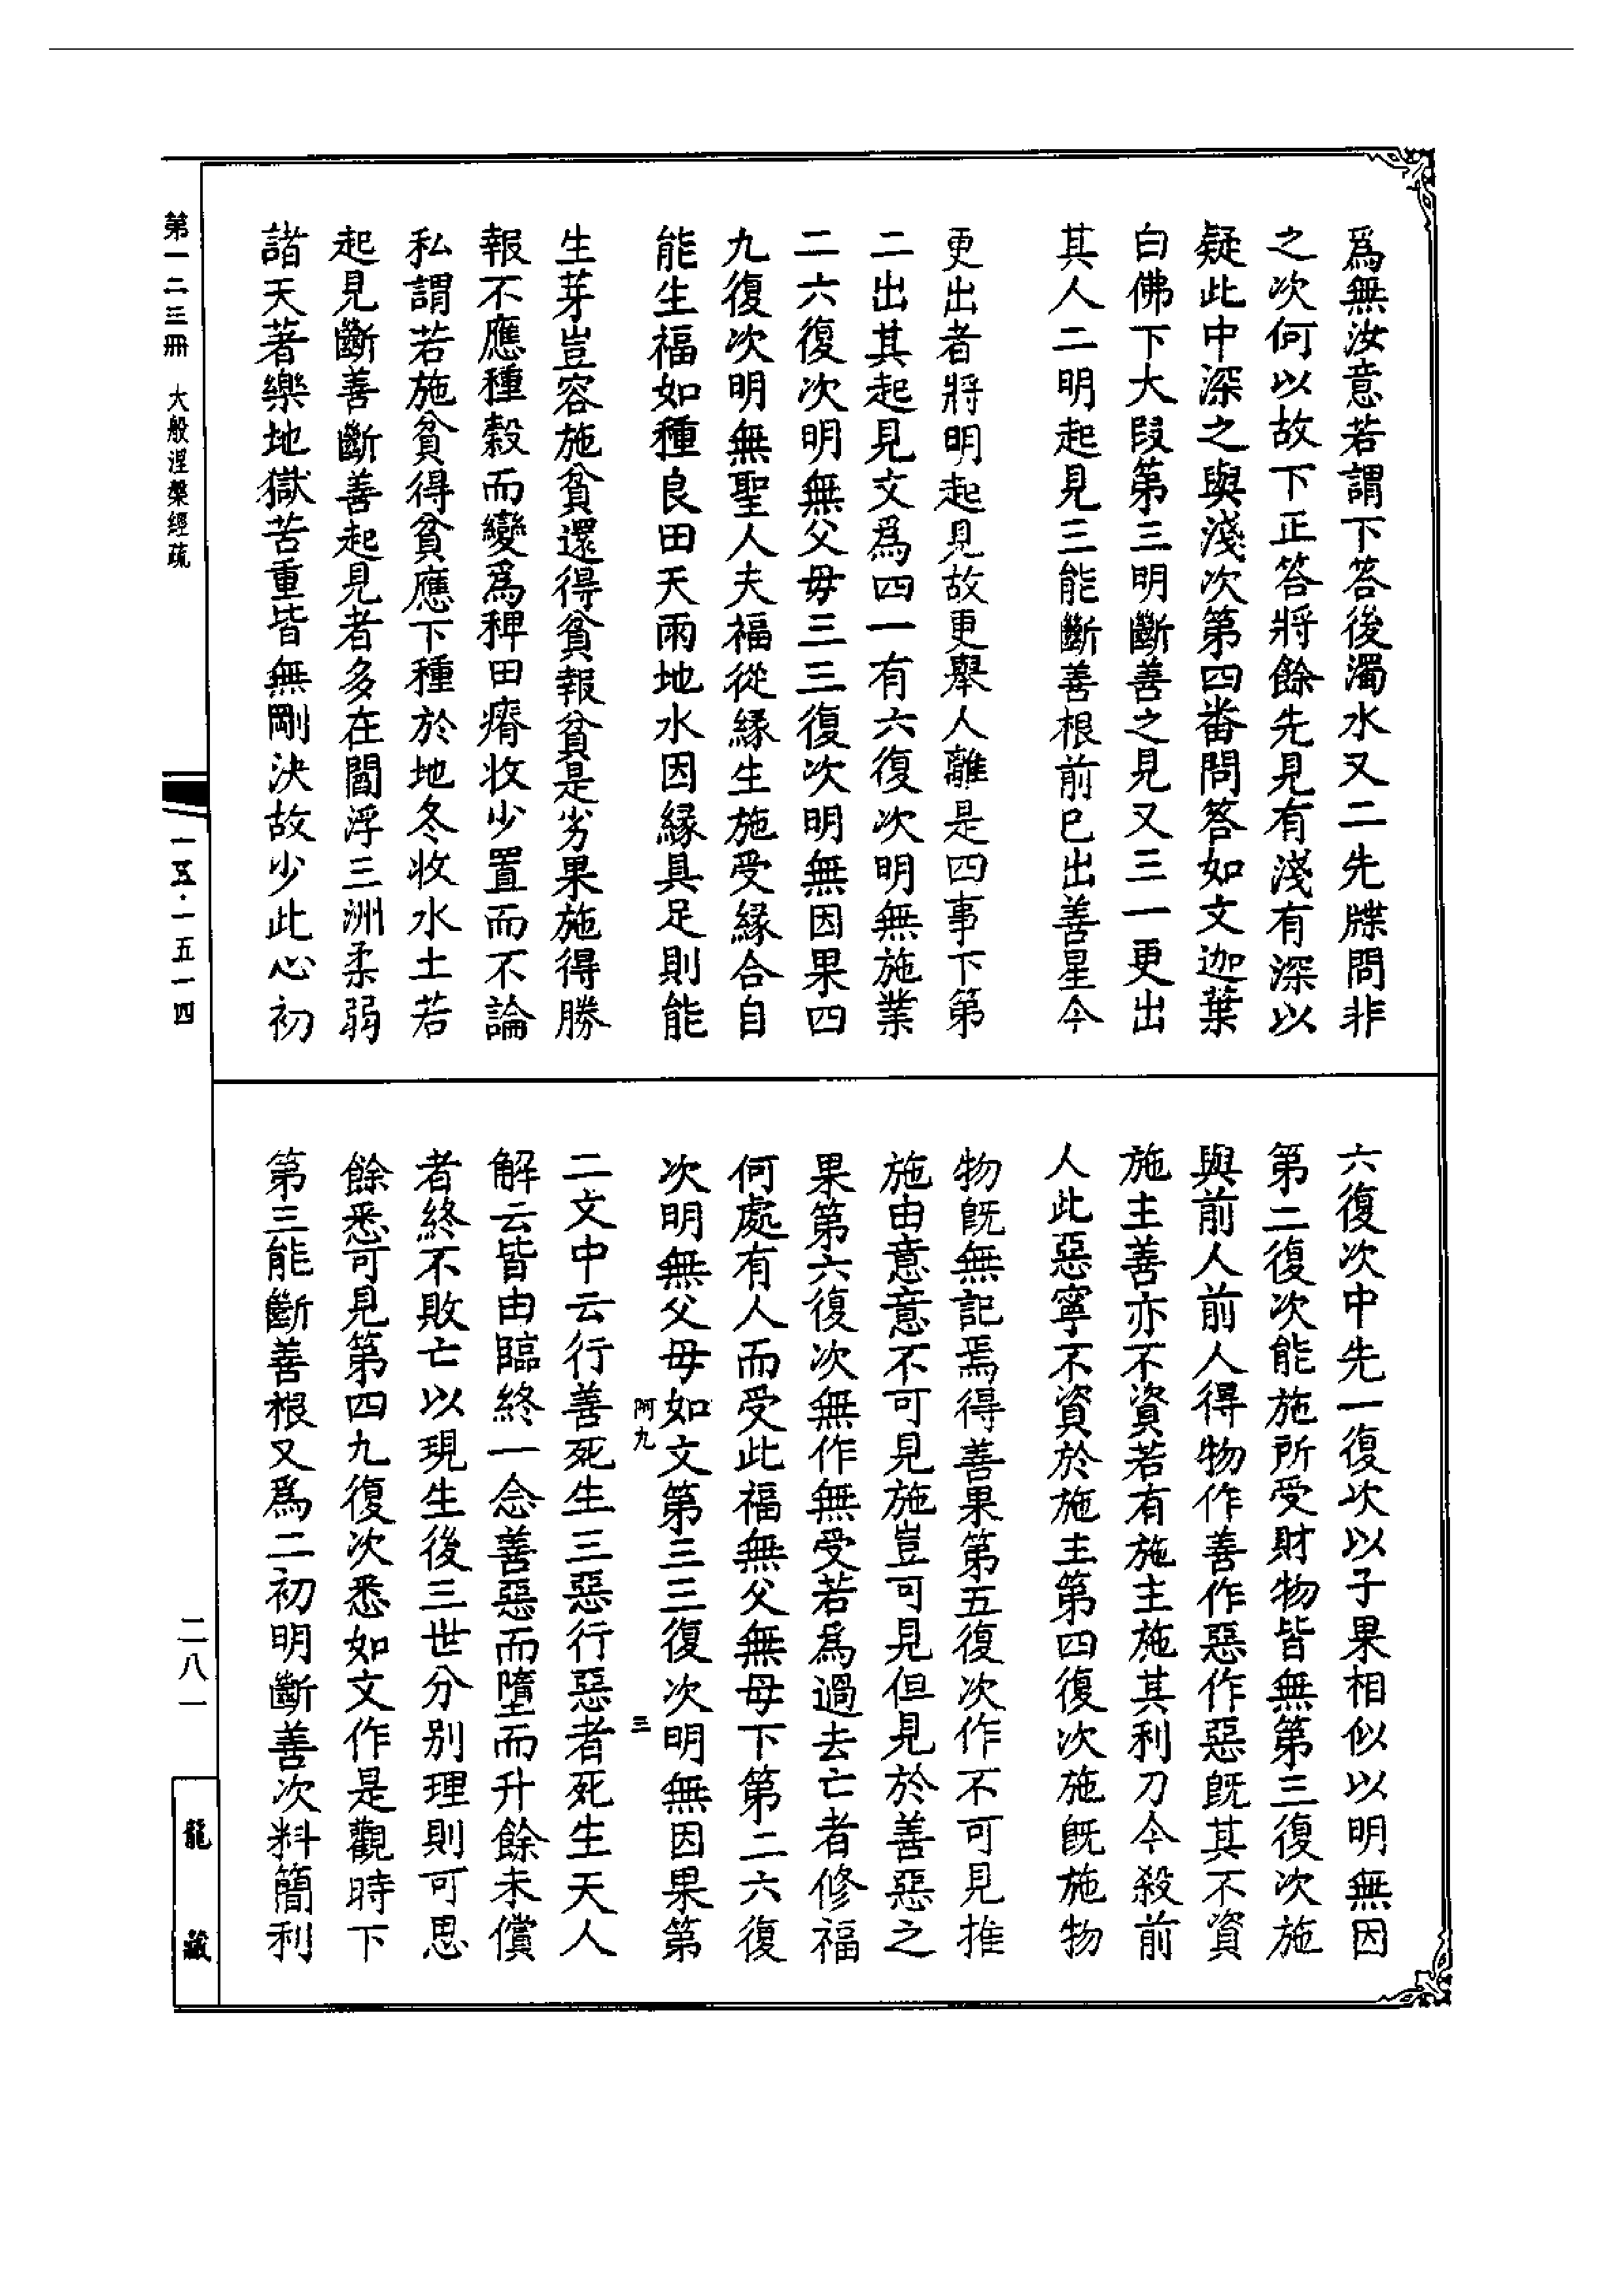 爲無汝意若謂下答後濁水又二先牒問非
之次何以故下正答將餘先見有淺有深以
疑此中深之與淺次第四番問答如文迦葉
白佛下大段第三明斷善之見又三一更出
其人二明起見三能斷善根前已出善星今
更出者將明起見故更舉人離是四事下第
二出其起見文爲四一有六復次明無施業
二六復次明無父母三三復次明無因果四
九復次明無聖人夫福從緣生施受緣合自
能生福如種良田天雨地水因緣具足則能
生芽豈容施貧還得貧報貧是劣果施得勝
報不應種穀而變爲稗田瘠收少置而不論
私謂若施貧得貧應下種於地冬收水土若
起見斷善斷善起見者多在閻浮三洲柔弱
諸天著樂地獄苦重皆無剛決故少此心初
六復次中先一復次以子果相似以明無因
第二復次能施所受財物皆無第三復次施
與前人前人得物作善作惡作惡旣其不資
施主善亦不資若有施主施其利刀令殺前
人此惡寧不資於施主第四復次施旣施物
物旣無記焉得善果第五復次作不可見推
施由意意不可見施豈可見但見於善惡之
果第六復次無作無受若爲過去亡者修福
何處有人而受此福無父無母下第二六復
次明無父母如文第三三復次明無因果第
阿九 三
二文中云行善死生三惡行惡者死生天人
解云皆由臨終一念善惡而墮而升餘未償
者終不敗亡以現生後三世分別理則可思
餘悉可見第四九復次悉如文作是觀時下
第三能斷善根又爲二初明斷善次料簡利
第一二三冊 大般涅槃經疏
一五·一五一四
二八一
龍藏